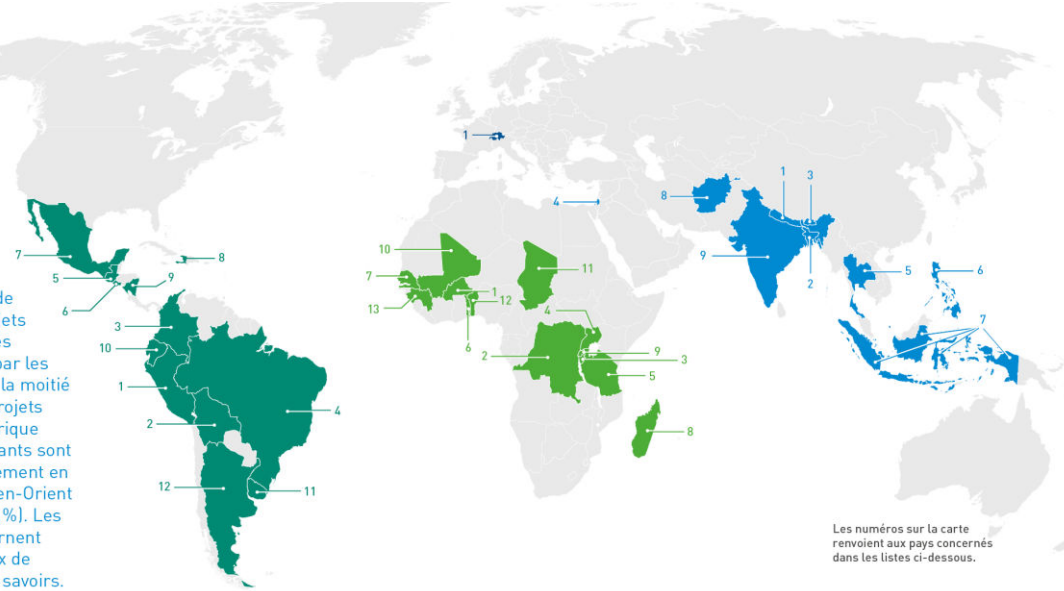 1
8
4
1
3
9
2
5
6
7
10
7
13
1
12
6
11
4
2
9
3
5
8
7
5
6
8
9
3
10
1
2
4
12
11
de
jets
es
par les
la moitié
rojets
rique
ants sont
ement en
en-Orient
%). Les
rnent
x de
savoirs.
Les numéros sur la carte
renvoient aux pays concernés
dans les listes ci-dessous.